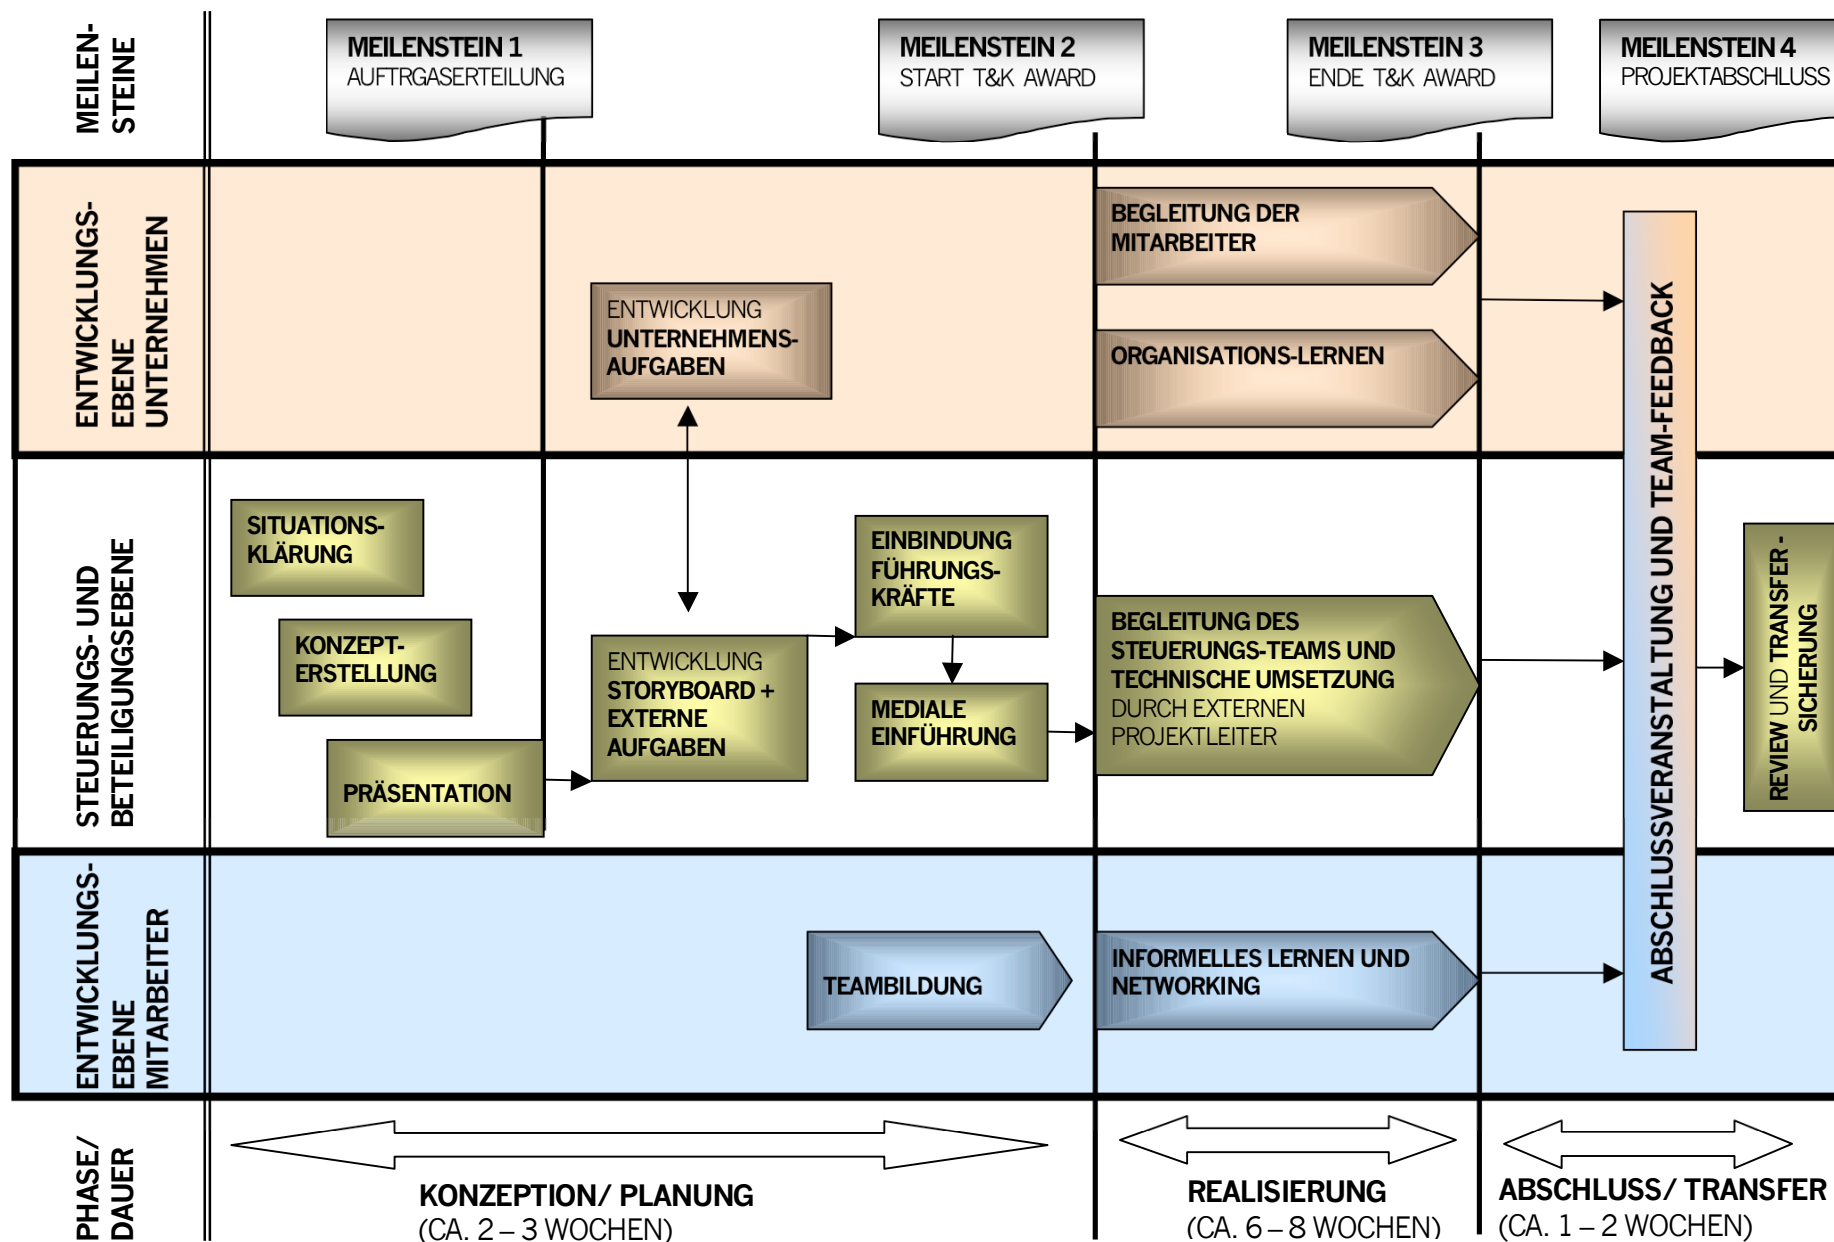 MEILEN-
STEINE
MEILENSTEIN 1
AUFTRGASERTEILUNG
MEILENSTEIN 2
START T&K AWARD
MEILENSTEIN 3
ENDE T&K AWARD
MEILENSTEIN 4
PROJEKTABSCHLUSS
ENTWICKLUNGS-
EBENE
UNTERNEHMEN
ENTWICKLUNG
UNTERNEHMENS-
AUFGABEN
BEGLEITUNG DER
MITARBEITER
ORGANISATIONS-LERNEN
STEUERUNGS- UND
BETEILIGUNGSEBENE
SITUATIONS-
KLÄRUNG
KONZEPT-
ERSTELLUNG
PRÄSENTATION
ENTWICKLUNG
STORYBOARD +
EXTERNE
AUFGABEN
EINBINDUNG
FÜHRUNGS-
KRÄFTE
MEDIALE
EINFÜHRUNG
BEGLEITUNG DES
STEUERUNGS-TEAMS UND
TECHNISCHE UMSETZUNG
DURCH EXTERNEN
PROJEKTLEITER
ABSCHLUSSVERANSTALTUNG UND TEAM-FEEDBACK
REVIEW UND TRANSFER -
SICHERUNG
ENTWICKLUNGS-
EBENE
MITARBEITER
TEAMBILDUNG
INFORMELLES LERNEN UND
NETWORKING
PHASE/
DAUER
KONZEPTION/ PLANUNG
(CA. 2 – 3 WOCHEN)
REALISIERUNG
(CA. 6 – 8 WOCHEN)
ABSCHLUSS/ TRANSFER
(CA. 1 – 2 WOCHEN)